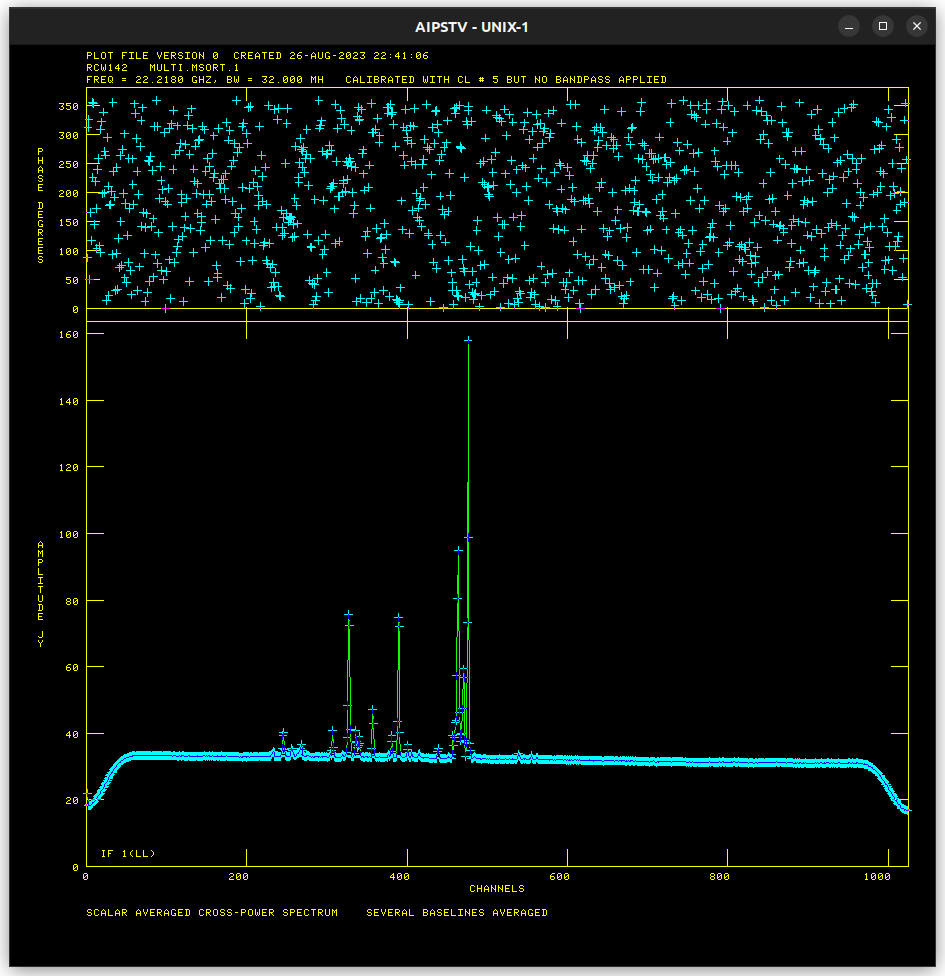 AIPSTV - UNIX-1
PLOT FILE VERSION 0 CREATED 26-AUG-2023 22:41:06
RCW142 MULTI.MSORT.1
FREQ = 22.2180 GHZ, BW = 32.000 MH CALIBRATED WITH CL # 5 BUT NO BANDPASS APPLIED
350
300
250
200
150
100
50
0
PHASE DEGREES
160
140
120
100
80
60
40
20
0
AMPLITUDE JY
IF 1(LL)
0 200 400 600 800 1000
CHANNELS
SCALAR AVERAGED CROSS-POWER SPECTRUM SEVERAL BASELINES AVERAGED